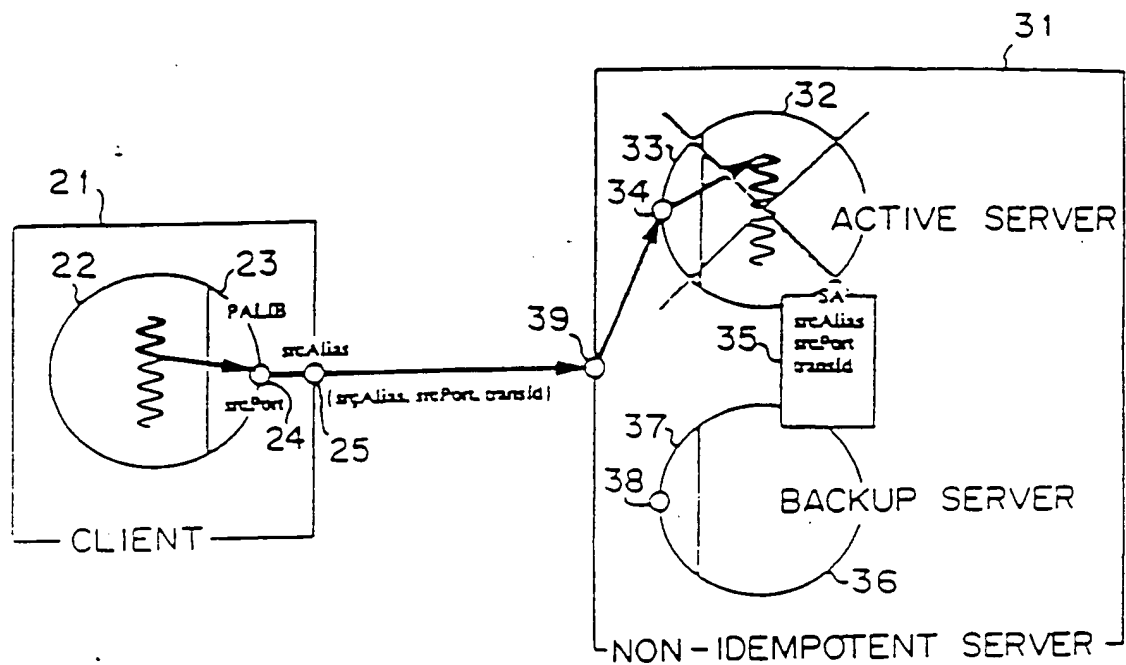 31
32
33
34
ACTIVE SERVER
21
22
23
PALIB
srcAlias
39
SA
srcAlias
srcPort
transid
35
srcPort
(srcAlias, srcPort, transid)
24
25
37
38
BACKUP SERVER
36
CLIENT
NON-IDEMPOTENT SERVER